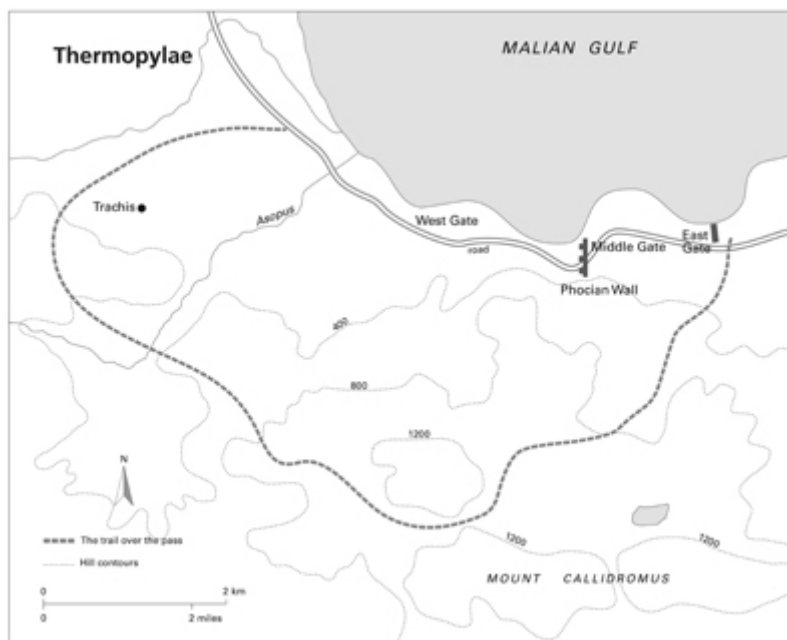 Thermopylae
MALIAN GULF
Trachis
Asopus
West Gate
road
Middle Gate
East
Gate
Phocian Wall
400
800
1200
N
The trail over the pass
Hill contours
1200
1200
MOUNT CALLIDROMUS
0 2 km
0 2 miles